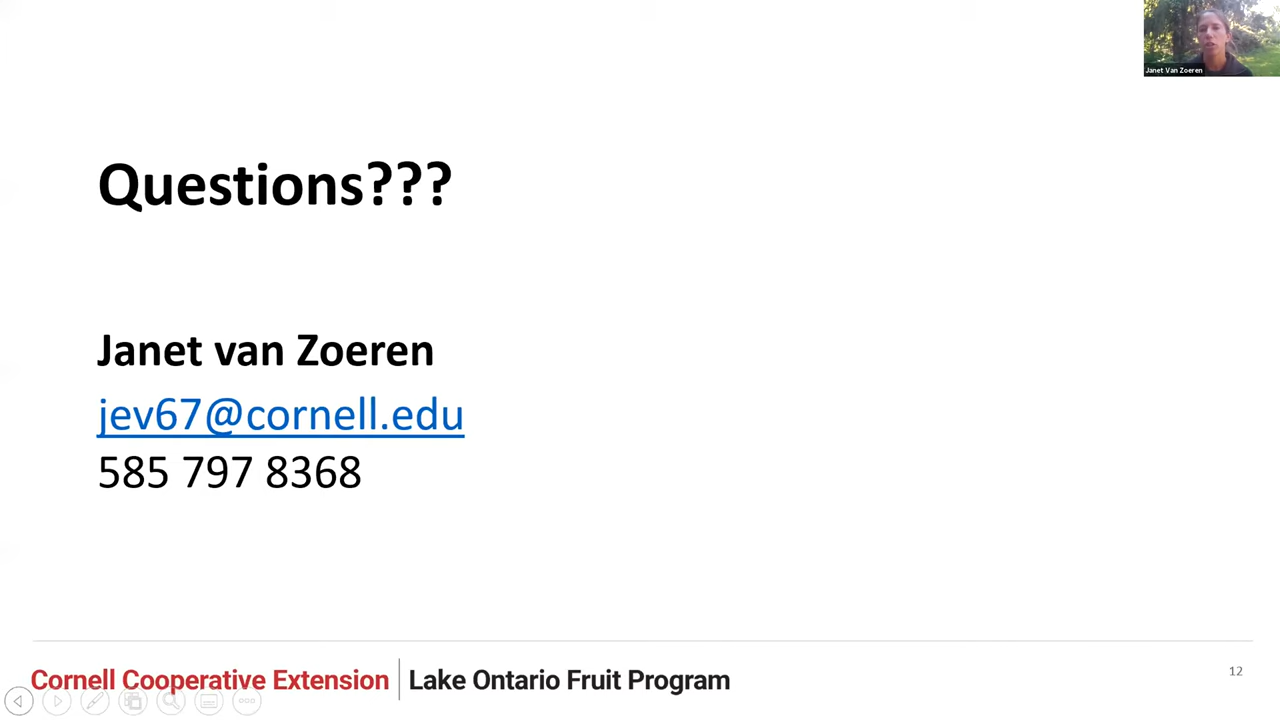 Janet Van Zoeren
Questions???
Janet van Zoeren
jev67@cornell.edu
585 797 8368
Cornell Cooperative Extension | Lake Ontario Fruit Program
12